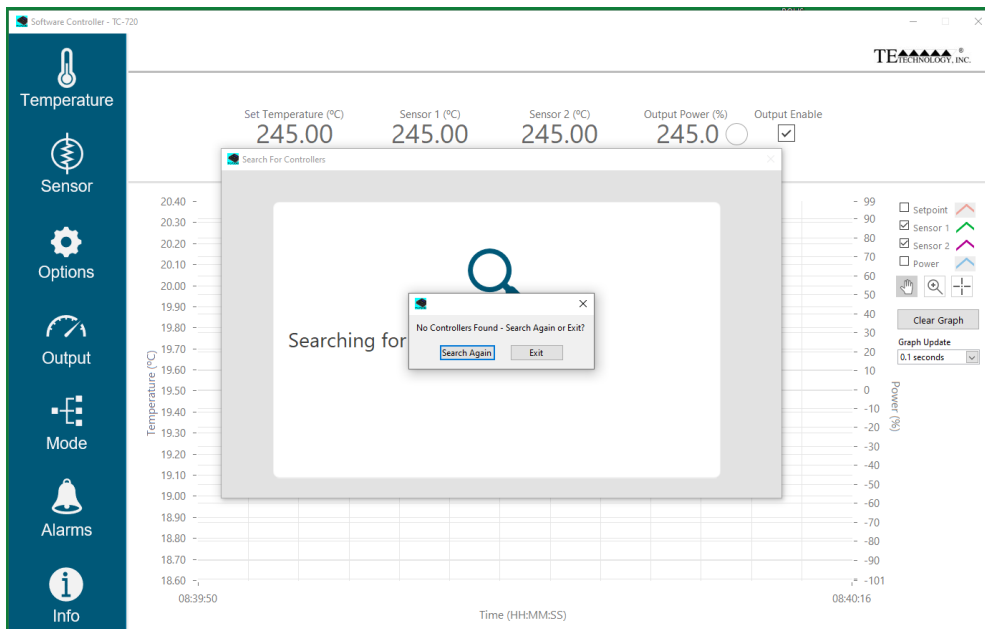 Software Controller - TC-720
TE TECHNOLOGY, INC.
®
Temperature
Sensor
Options
Output
Mode
Alarms
Info
Set Temperature (ºC)
245.00
Sensor 1 (ºC)
245.00
Sensor 2 (ºC)
245.00
Output Power (%)
245.0
Output Enable
Search For Controllers
Searching for
No Controllers Found - Search Again or Exit?
Search Again
Exit
Temperature (ºC)
20.40
20.30
20.20
20.10
20.00
19.90
19.80
19.70
19.60
19.50
19.40
19.30
19.20
19.10
19.00
18.90
18.80
18.70
18.60
08:39:50
08:40:16
Time (HH:MM:SS)
99
90
80
70
60
50
40
30
20
10
0
-10
-20
-30
-40
-50
-60
-70
-80
-90
-101
Power (%)
Setpoint
Sensor 1
Sensor 2
Power
Clear Graph
Graph Update
0.1 seconds